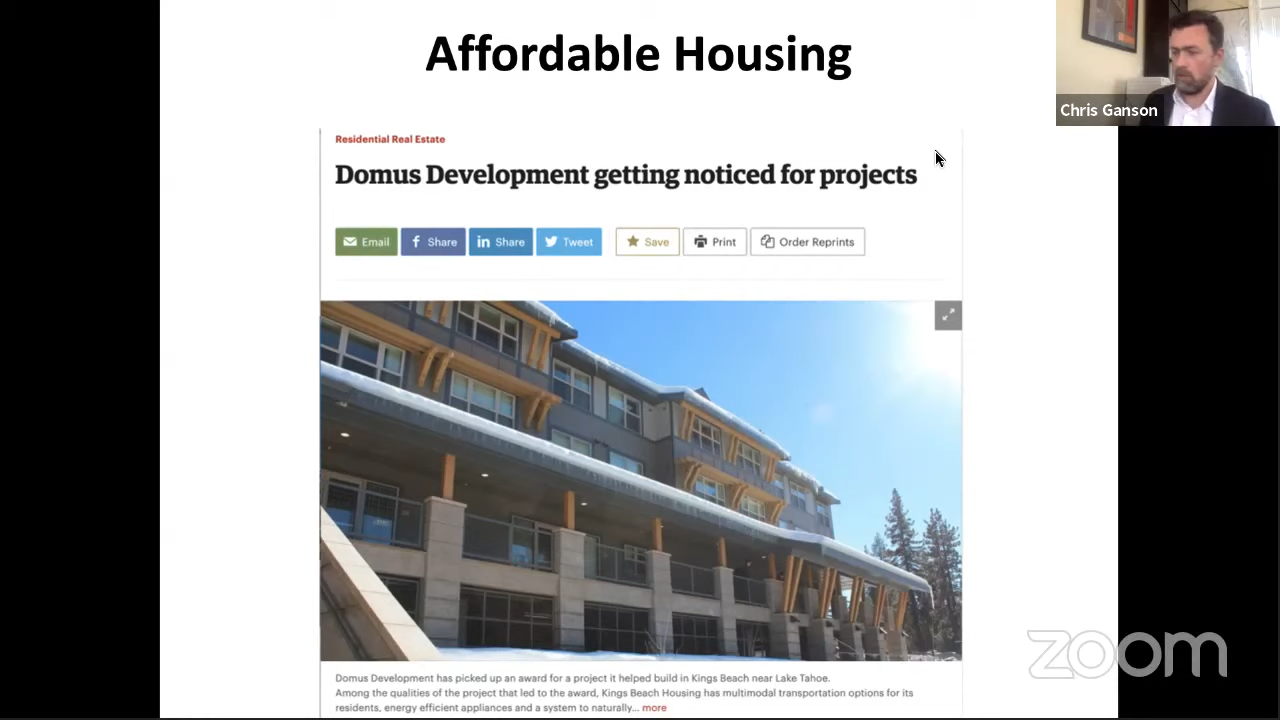 Affordable Housing
Chris Ganson
Residential Real Estate
Domus Development getting noticed for projects
Email
Share
Share
Tweet
Save
Print
Order Reprints
Domus Development has picked up an award for a project it helped build in Kings Beach near Lake Tahoe.
Among the qualities of the project that led to the award, Kings Beach Housing has multimodal transportation options for its
residents, energy efficient appliances and a system to naturally... more
zoom